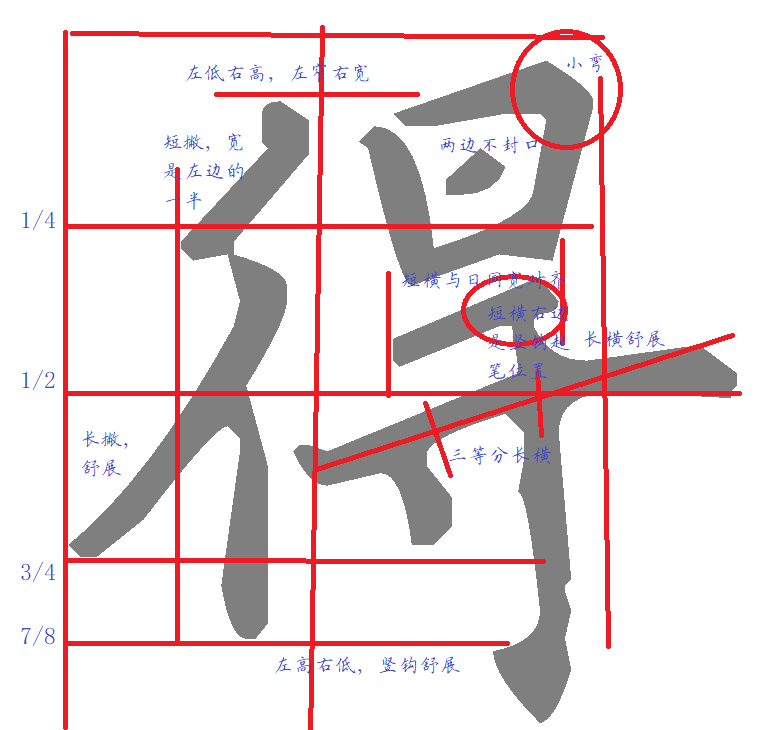 小弯
左低右高，左窄右宽
短撇，宽
是左边的
一半
两边不封口
1/4
短横与日同宽对齐
短横右边
是竖钩起
笔位置
长横舒展
1/2
长撇，
舒展
三等分长横
3/4
7/8
左高右低，竖钩舒展
得